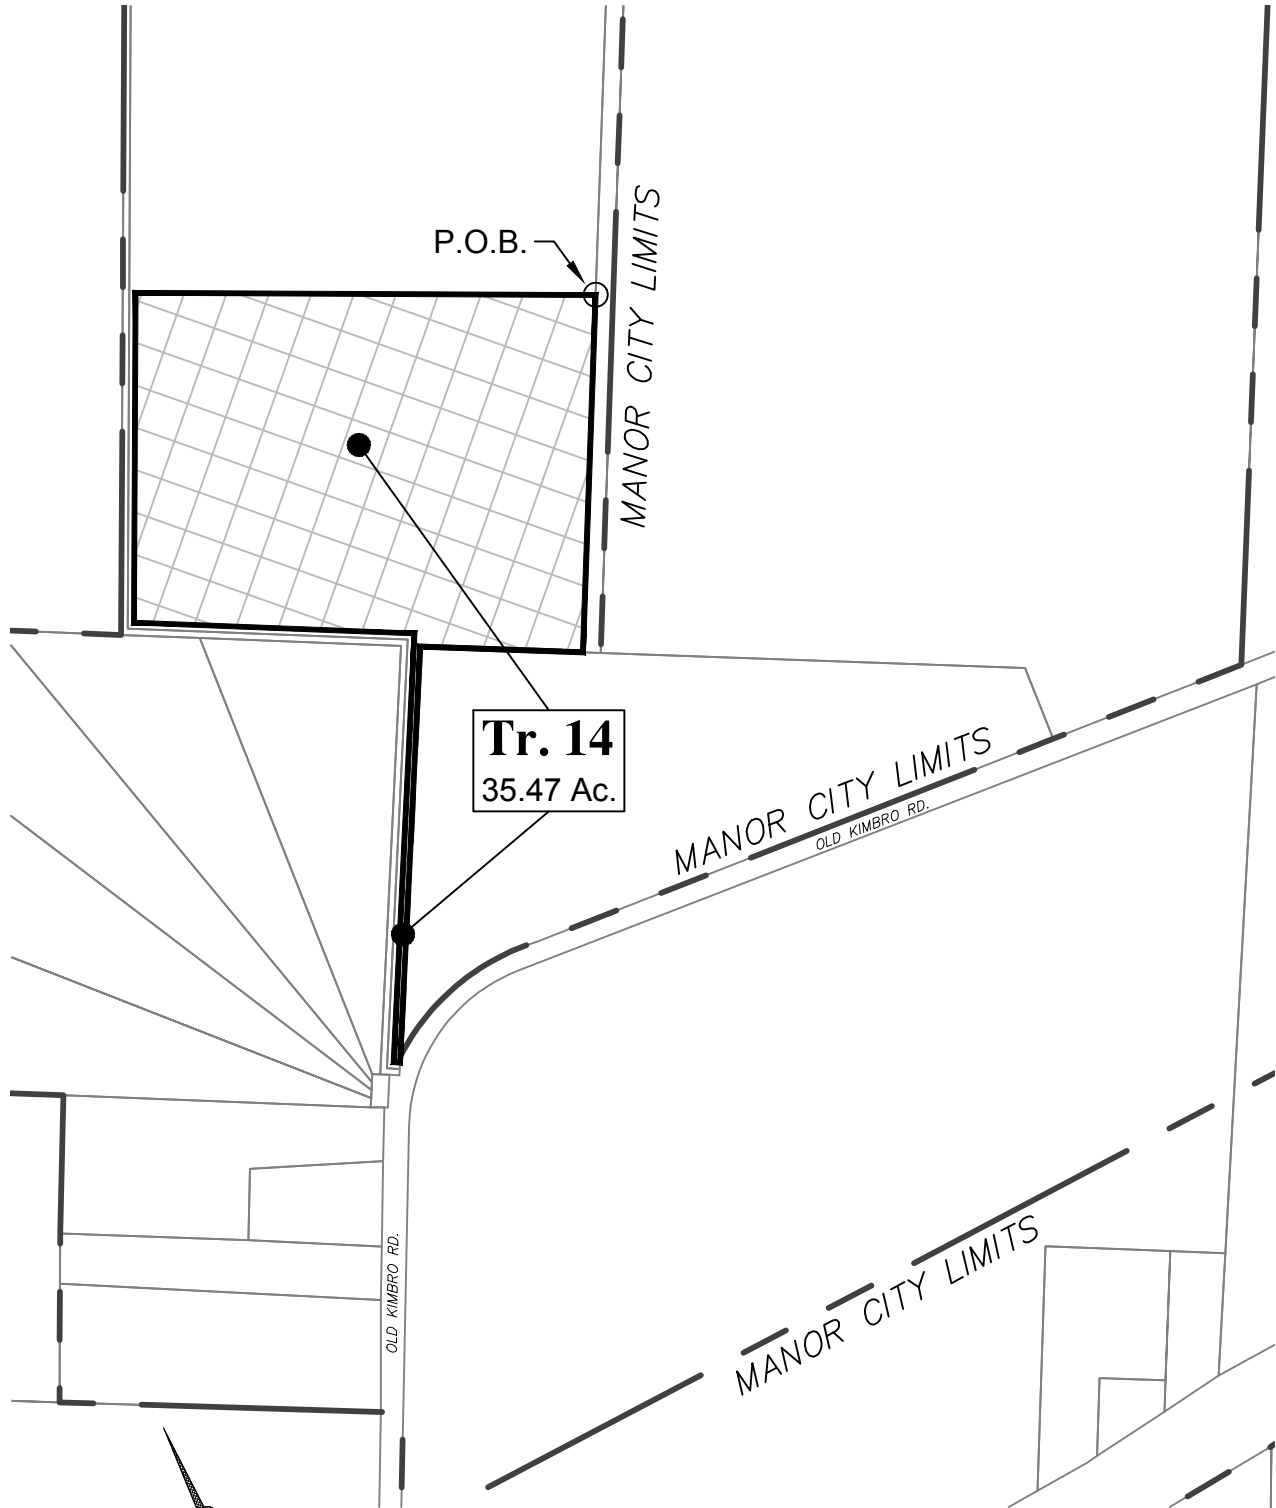 P.O.B.
MANOR CITY LIMITS
Tr. 14
35.47 Ac.
MANOR CITY LIMITS
OLD KIMBRO RD.
OLD KIMBRO RD.
MANOR CITY LIMITS